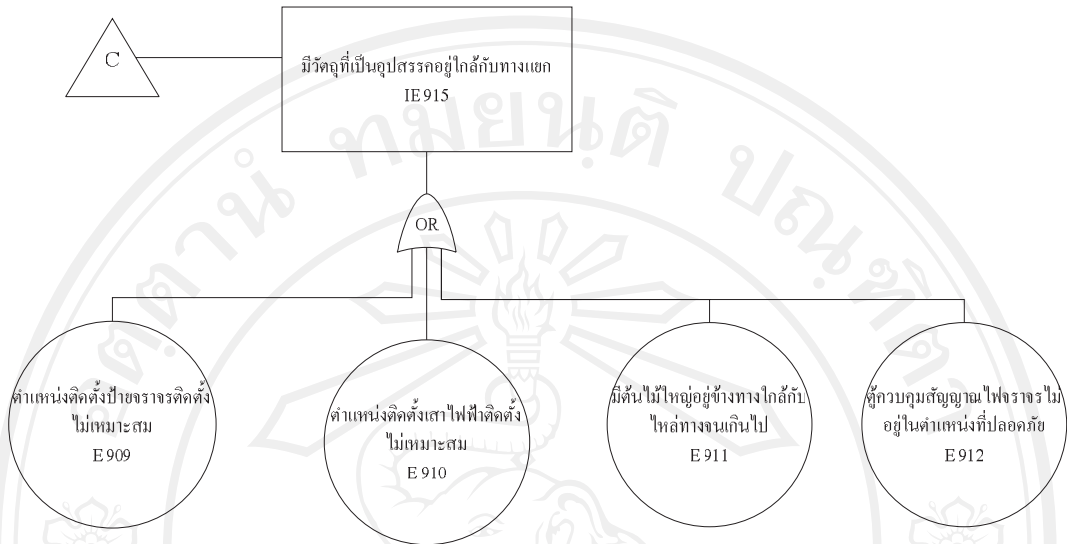 C
มีวัตถุที่เป็นอุปสรรคอยู่ใกล้กับทางแยก
IE915
OR
ตำแหน่งติดตั้งป้ายจราจรติดตั้ง
ไม่เหมาะสม
E909
ตำแหน่งติดตั้งเสาไฟฟ้าติดตั้ง
ไม่เหมาะสม
E910
มีต้นไม้ใหญ่อยู่ข้างทางใกล้กับ
ไหล่ทางจนเกินไป
E911
ตู้ควบคุมสัญญาณไฟจราจรไม่
อยู่ในตำแหน่งที่ปลอดภัย
E912